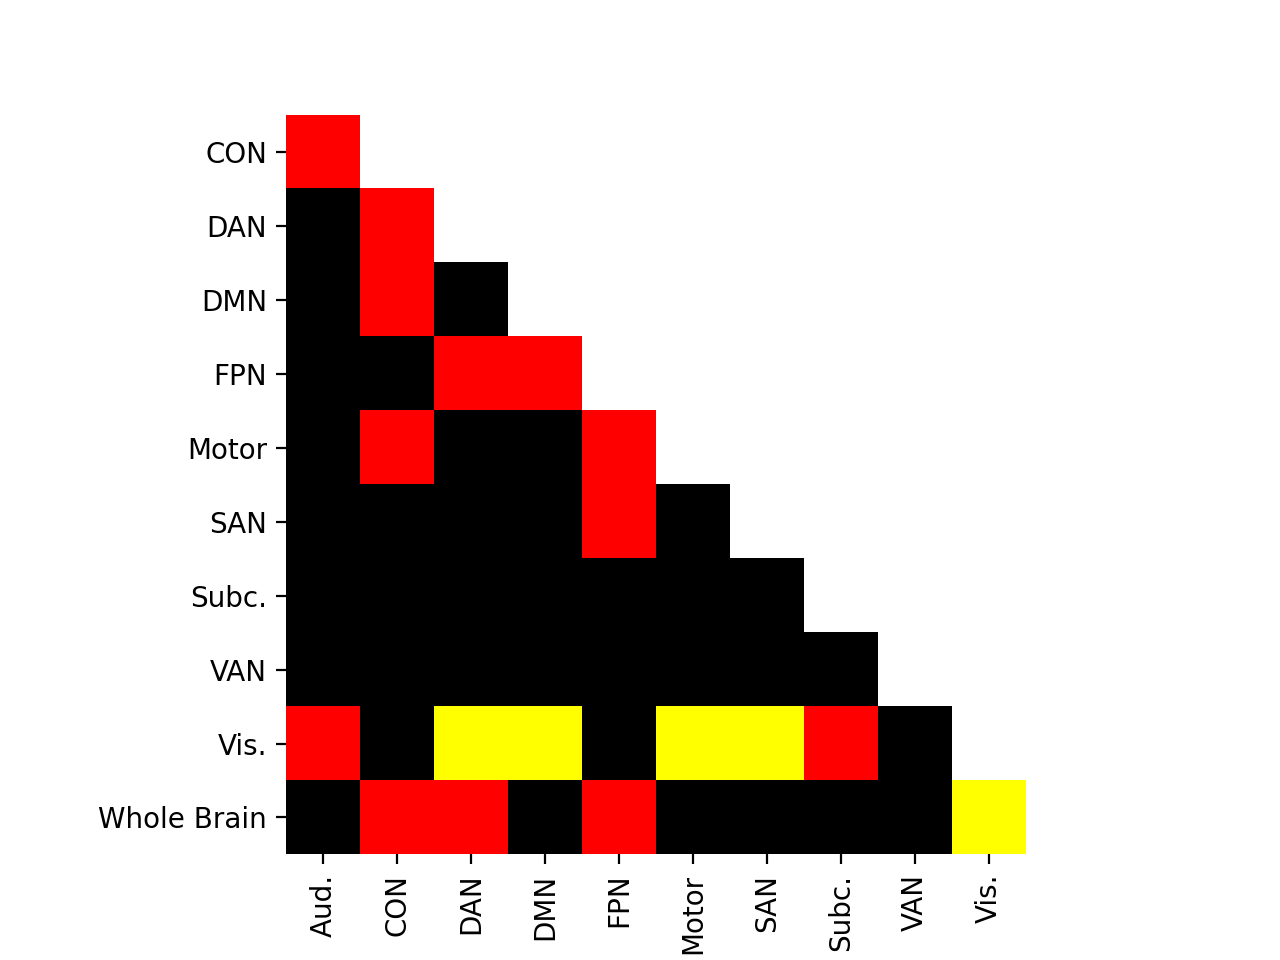 CON
DAN
DMN
FPN
Motor
SAN
Subc.
VAN
Vis.
Whole Brain
Aud.
CON
DAN
DMN
FPN
Motor
SAN
Subc.
VAN
Vis.